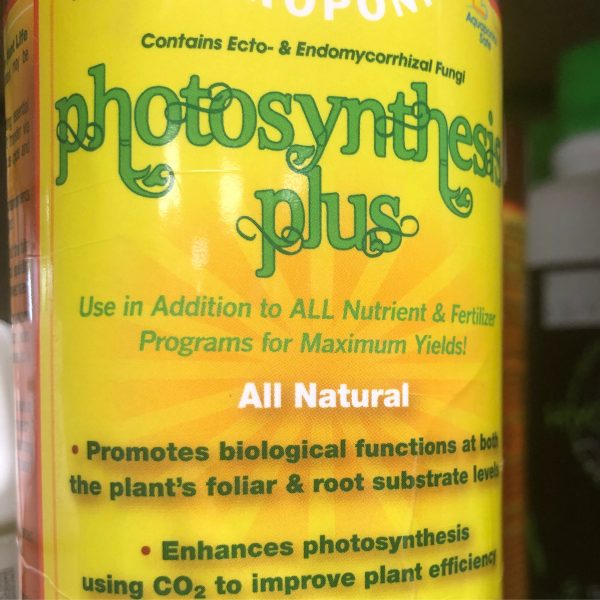 Contains Ecto- & Endomycorrhizal Fungi
Aquaponic
Safe
photosynthesis
plus
Use in Addition to ALL Nutrient & Fertilizer
Programs for Maximum Yields!
All Natural
• Promotes biological functions at both
the plant's foliar & root substrate levels
• Enhances photosynthesis
using CO₂ to improve plant efficiency